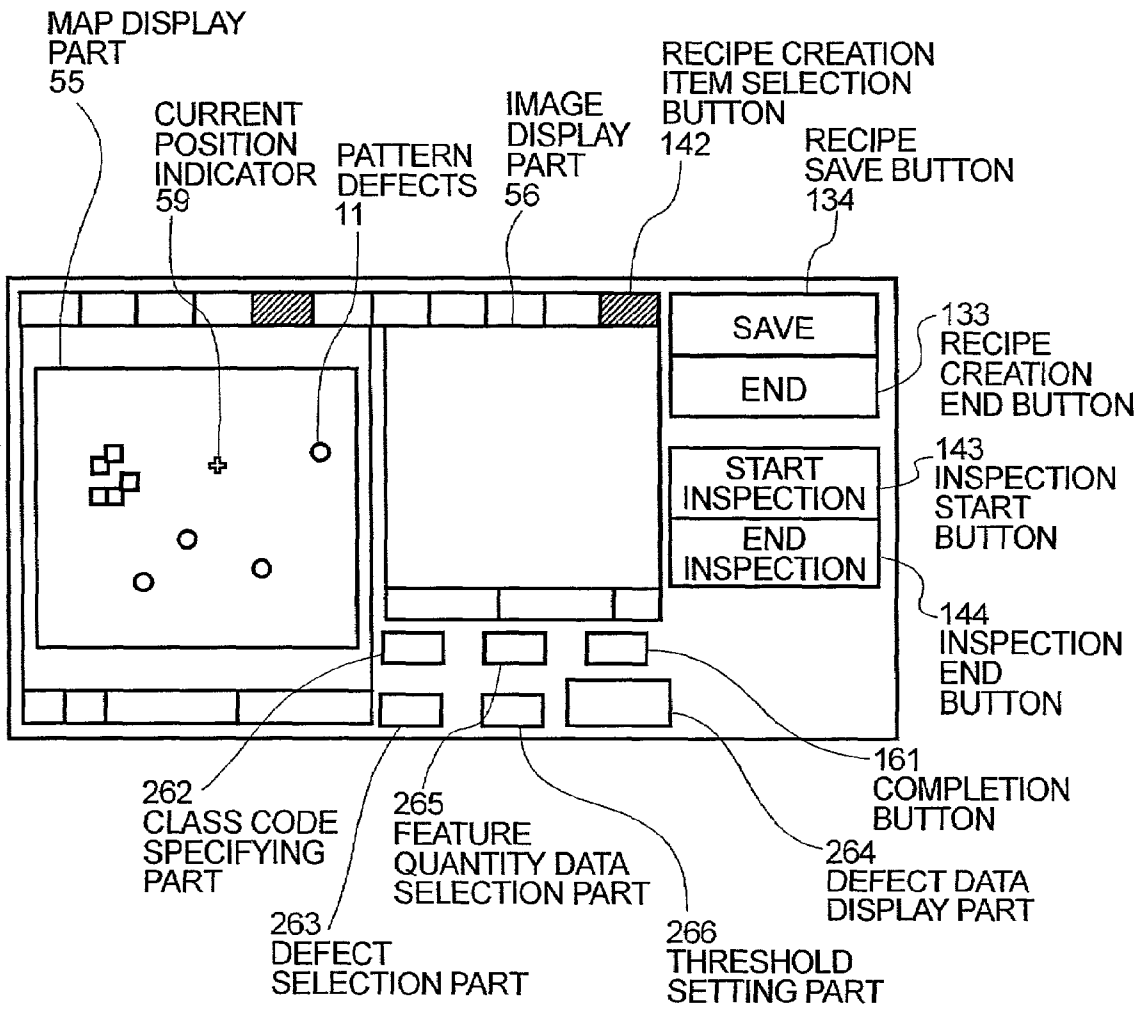 MAP DISPLAY
PART
55
CURRENT
POSITION
INDICATOR
59
PATTERN
DEFECTS
11
IMAGE
DISPLAY
PART
56
RECIPE CREATION
ITEM SELECTION
BUTTON
142
RECIPE
SAVE BUTTON
134
SAVE
END
133
RECIPE
CREATION
END BUTTON
START
INSPECTION
143
INSPECTION
START
BUTTON
END
INSPECTION
144
INSPECTION
END
BUTTON
262
CLASS CODE
SPECIFYING
PART
263
DEFECT
SELECTION PART
265
FEATURE
QUANTITY DATA
SELECTION PART
266
THRESHOLD
SETTING PART
161
COMPLETION
BUTTON
264
DEFECT DATA
DISPLAY PART